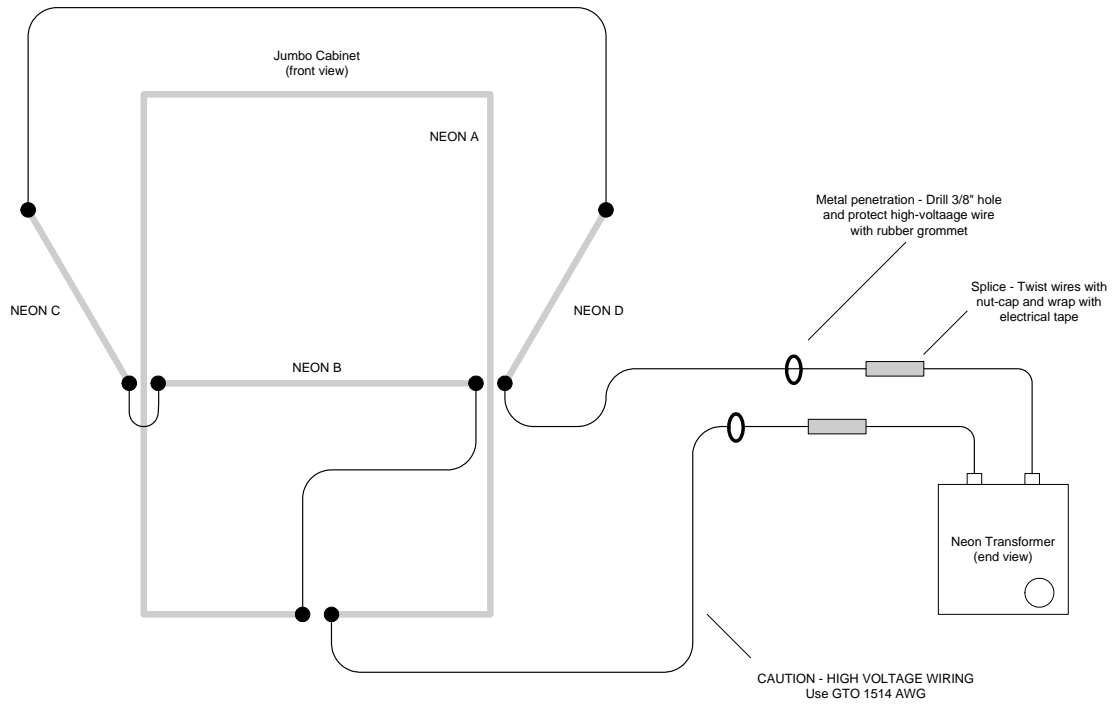 Jumbo Cabinet
(front view)
NEON A
Metal penetration - Drill 3/8" hole
and protect high-voltaage wire
with rubber grommet
Splice - Twist wires with
nut-cap and wrap with
electrical tape
NEON C
NEON D
NEON B
Neon Transformer
(end view)
CAUTION - HIGH VOLTAGE WIRING
Use GTO 1514 AWG